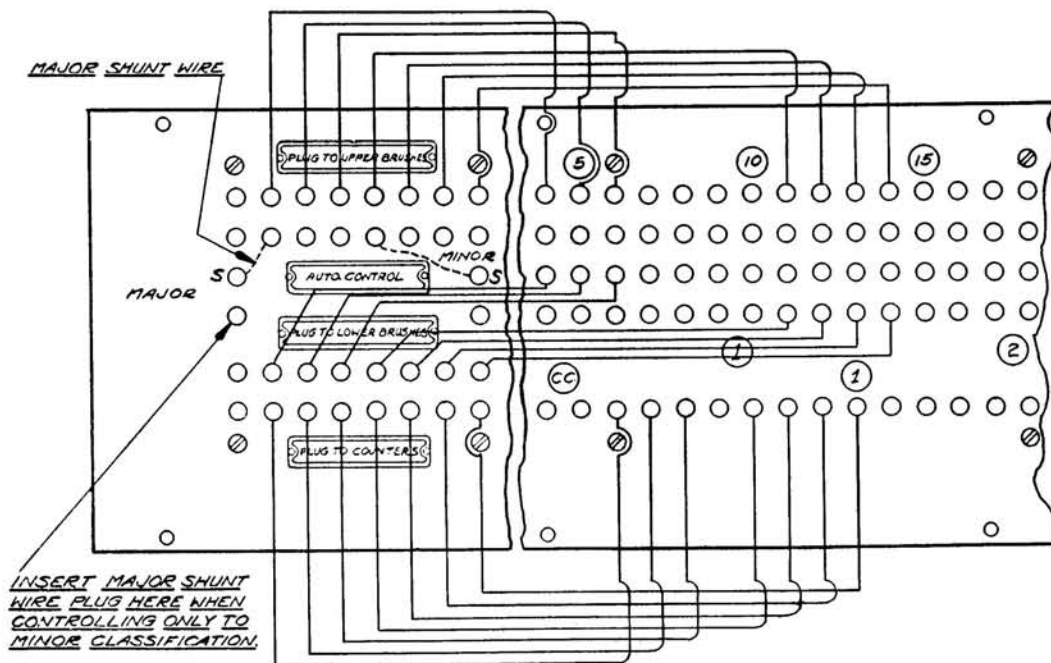 MAJOR SHUNT WIRE
PLUG TO UPPER BRUSHES
5
10
15
MINOR
S
S
AUTO CONTROL
MAJOR
PLUG TO LOWER BRUSHES
1
2
CC
1
PLUG TO COUNTERS
INSERT MAJOR SHUNT
WIRE PLUG HERE WHEN
CONTROLLING ONLY TO
MINOR CLASSIFICATION.